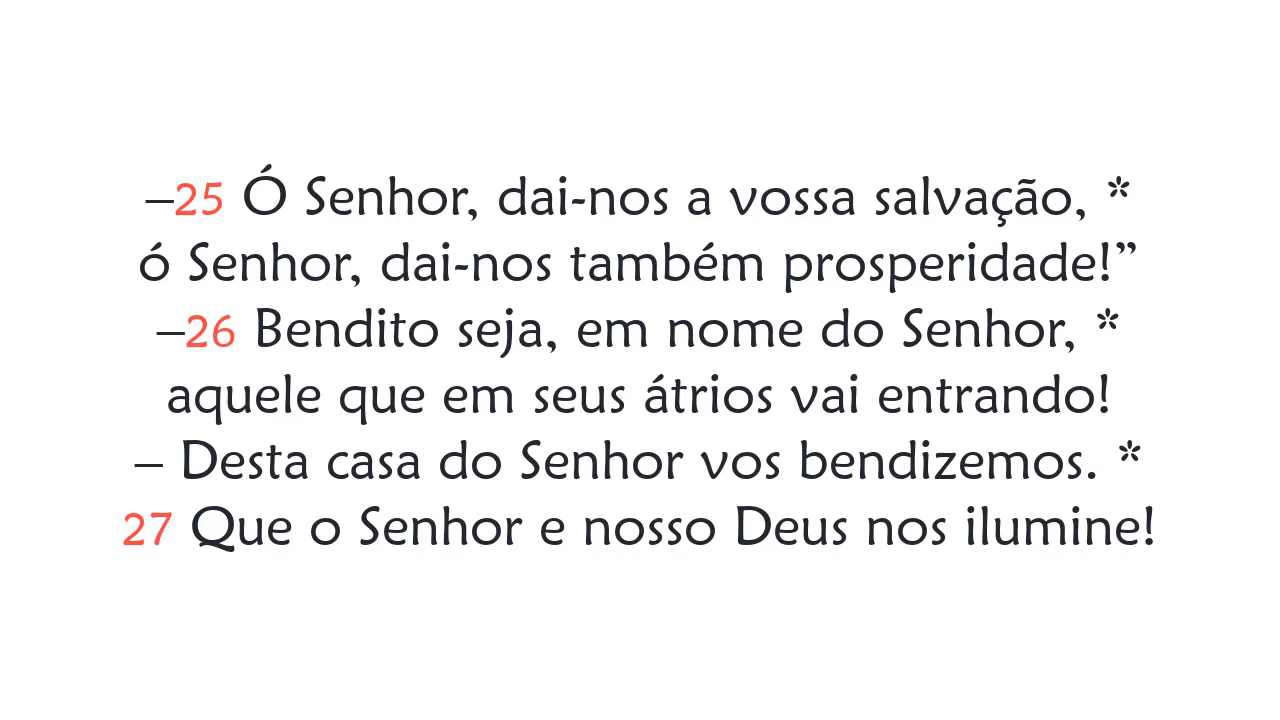 –25 Ó Senhor, dai-nos a vossa salvação, *
ó Senhor, dai-nos também prosperidade!”
–26 Bendito seja, em nome do Senhor, *
aquele que em seus átrios vai entrando!
– Desta casa do Senhor vos bendizemos. *
27 Que o Senhor e nosso Deus nos ilumine!